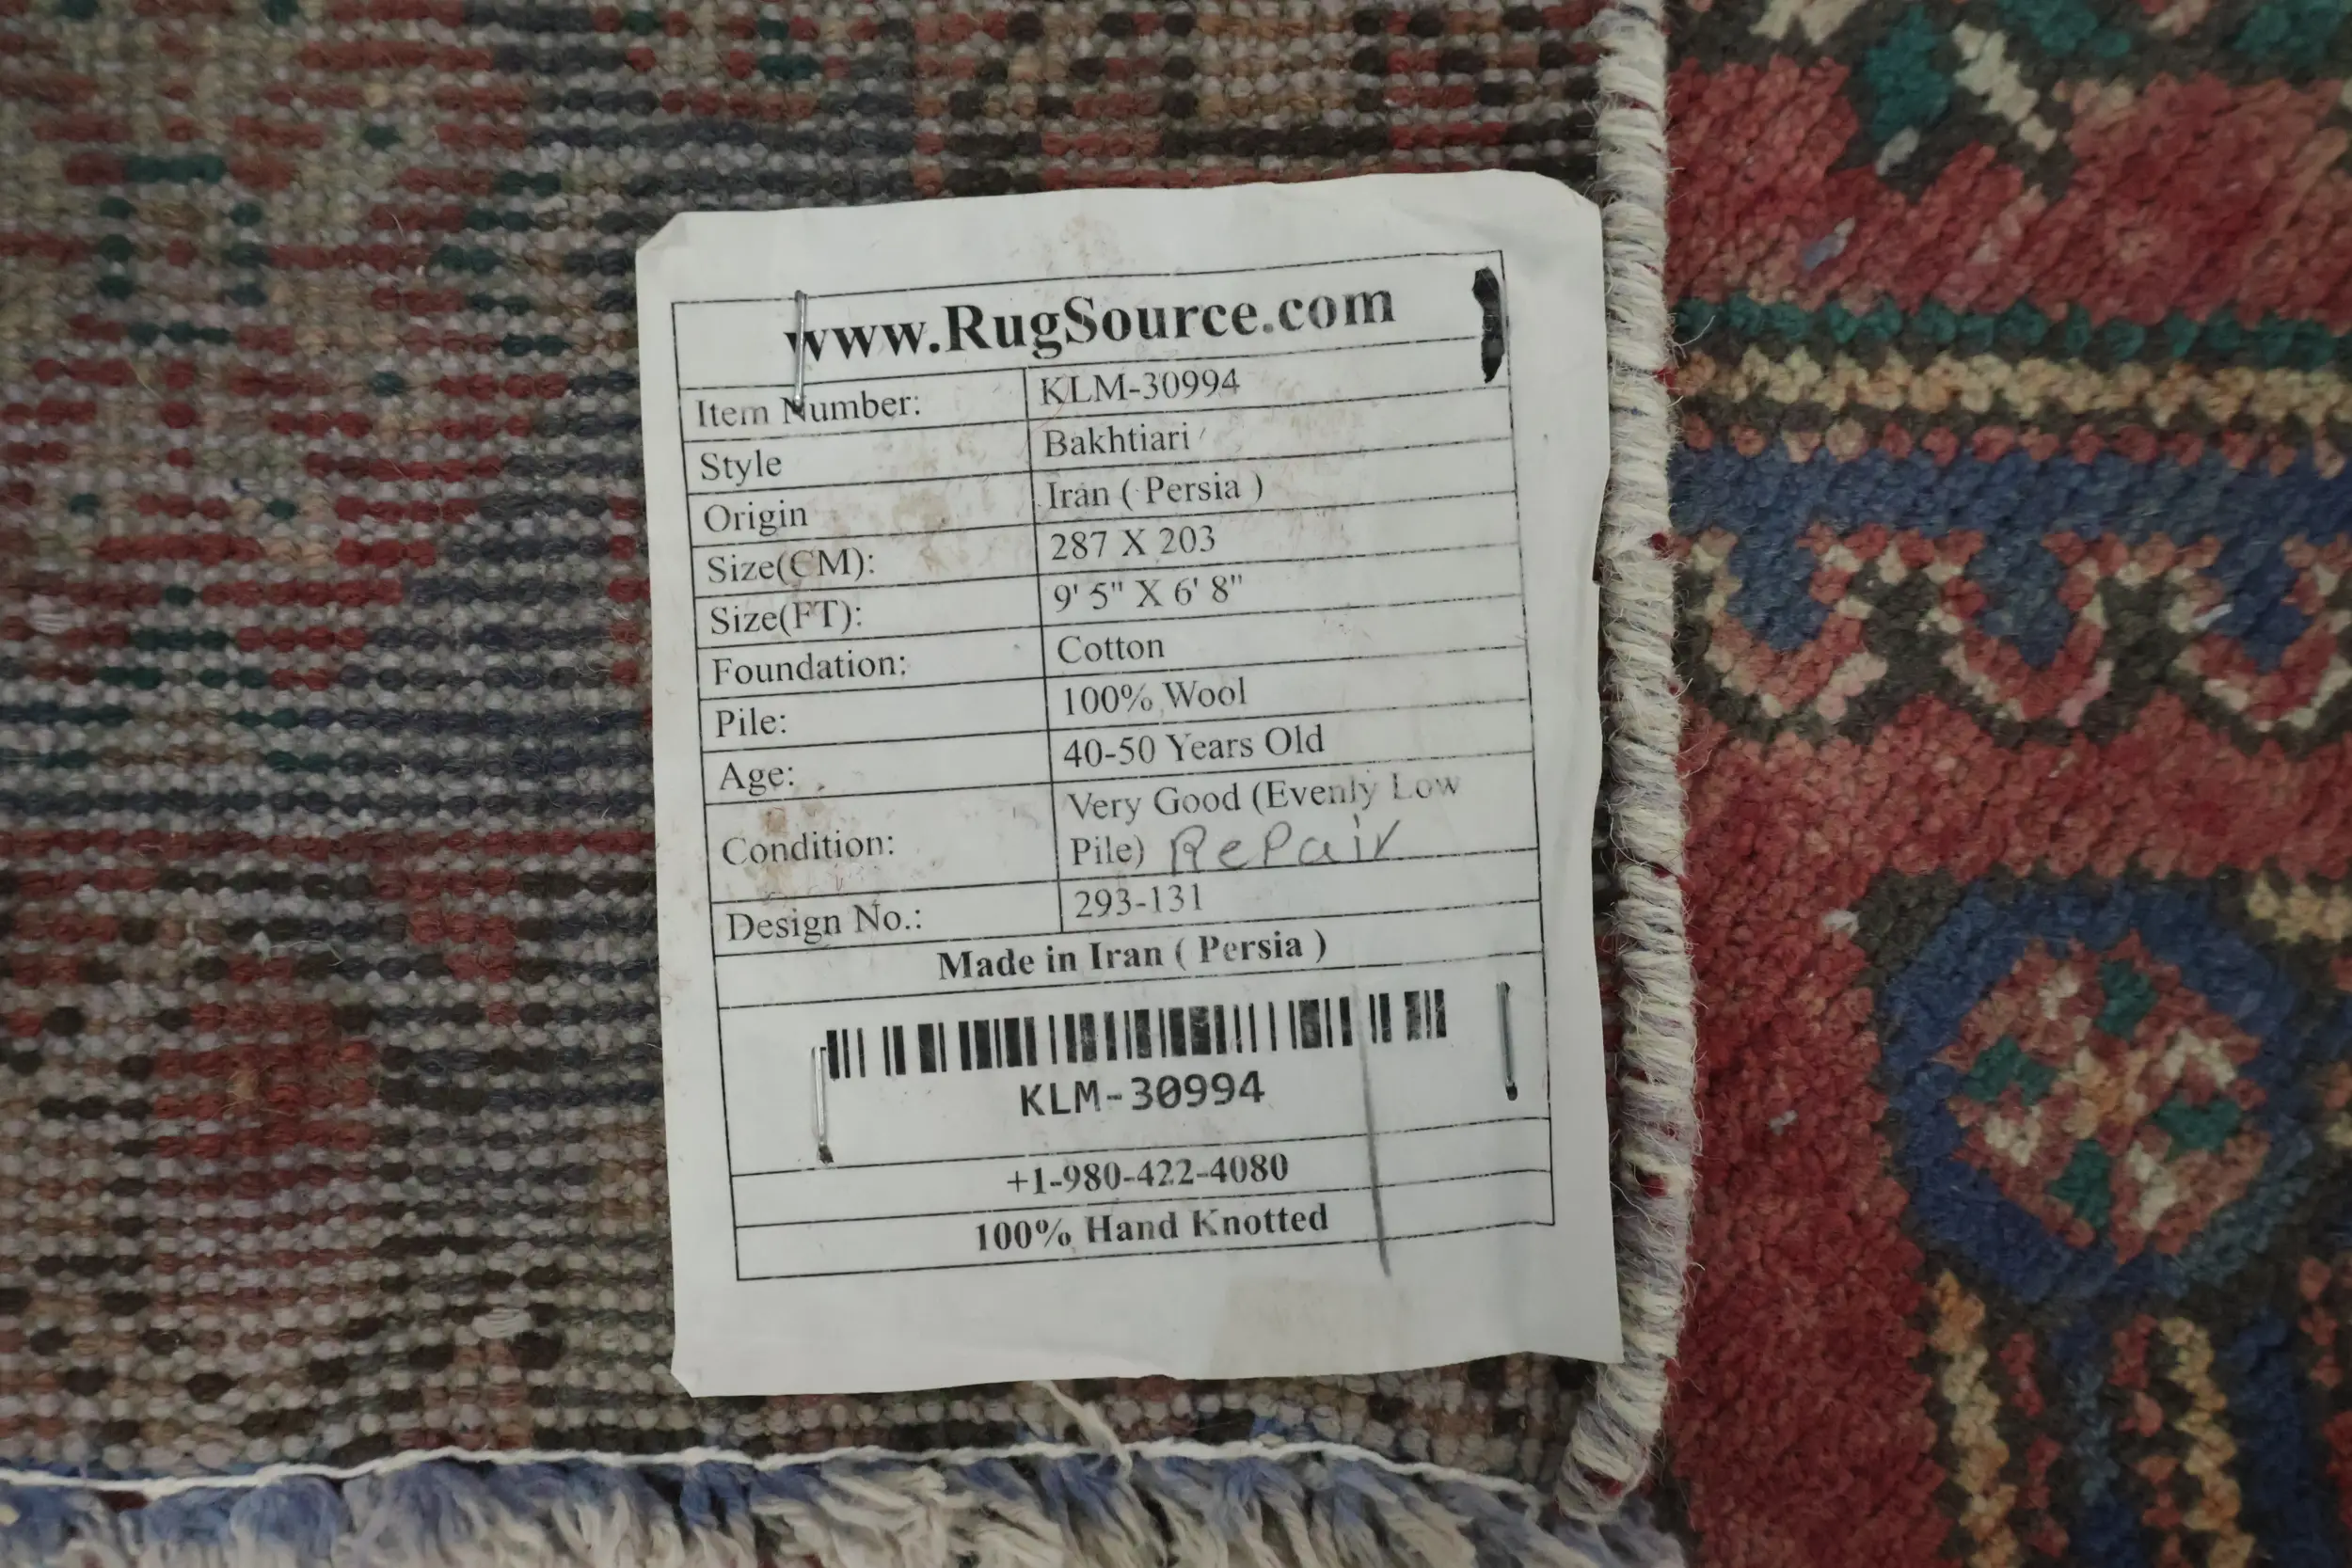 www.RugSource.com
Item Number: KLM-30994
Style Bakhtiari
Origin Iran ( Persia )
Size(CM): 287 X 203
Size(FT): 9' 5" X 6' 8"
Foundation: Cotton
Pile: 100% Wool
Age: 40-50 Years Old
Condition: Very Good (Evenly Low
Pile) Repair
Design No.: 293-131
Made in Iran ( Persia )
KLM-30994
+1-980-422-4080
100% Hand Knotted